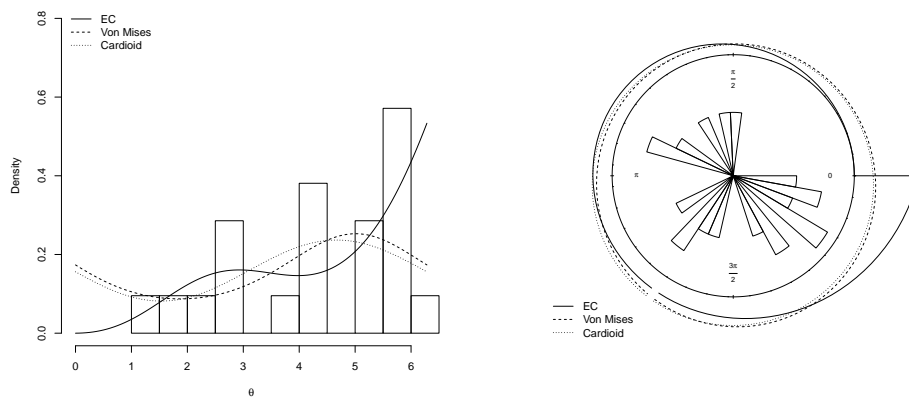 EC
Von Mises
Cardioid
0.8
0.6
0.4
0.2
0.0
Density
0 1 2 3 4 5 6
θ
π
2
π
0
3π
2
EC
Von Mises
Cardioid